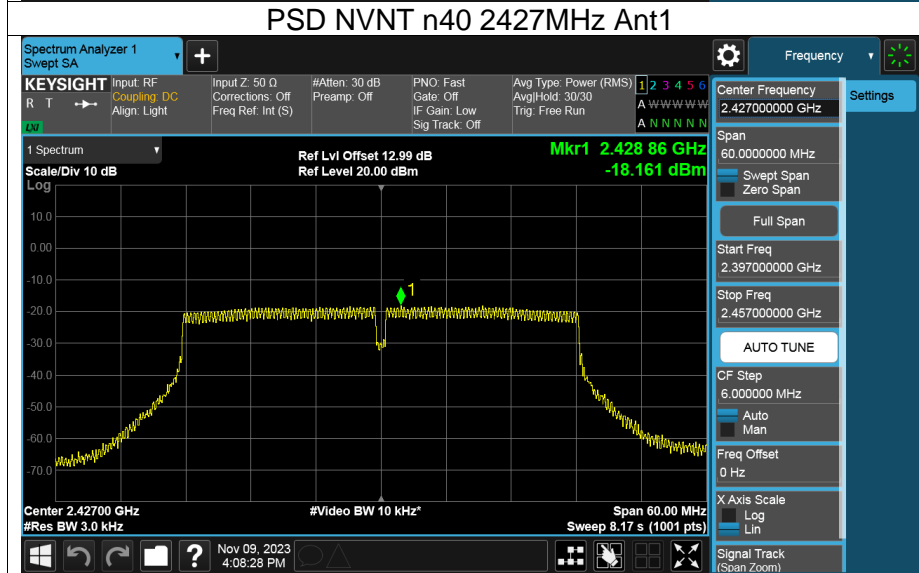 PSD NVNT n40 2427MHz Ant1
Spectrum Analyzer 1
Swept SA
+
Frequency
KEYSIGHT
R T
LXI
Input: RF
Coupling: DC
Align: Light
Input Z: 50 Ω
Corrections: Off
Freq Ref: Int (S)
#Atten: 30 dB
Preamp: Off
PNO: Fast
Gate: Off
IF Gain: Low
Sig Track: Off
Avg Type: Power (RMS)
Avg|Hold: 30/30
Trig: Free Run
1 2 3 4 5 6
A W W W W W
A N N N N N
1 Spectrum
Scale/Div 10 dB
Log
Ref Lvl Offset 12.99 dB
Ref Level 20.00 dBm
Mkr1 2.428 86 GHz
-18.161 dBm
10.0
0.00
-10.0
-20.0
-30.0
-40.0
-50.0
-60.0
-70.0
1
Center 2.42700 GHz
#Res BW 3.0 kHz
#Video BW 10 kHz*
Span 60.00 MHz
Sweep 8.17 s (1001 pts)
?
Nov 09, 2023
4:08:28 PM
Center Frequency
2.427000000 GHz
Span
60.0000000 MHz
Swept Span
Zero Span
Full Span
Start Freq
2.397000000 GHz
Stop Freq
2.457000000 GHz
AUTO TUNE
CF Step
6.000000 MHz
Auto
Man
Freq Offset
0 Hz
X Axis Scale
Log
Lin
Signal Track
(Span Zoom)
Settings